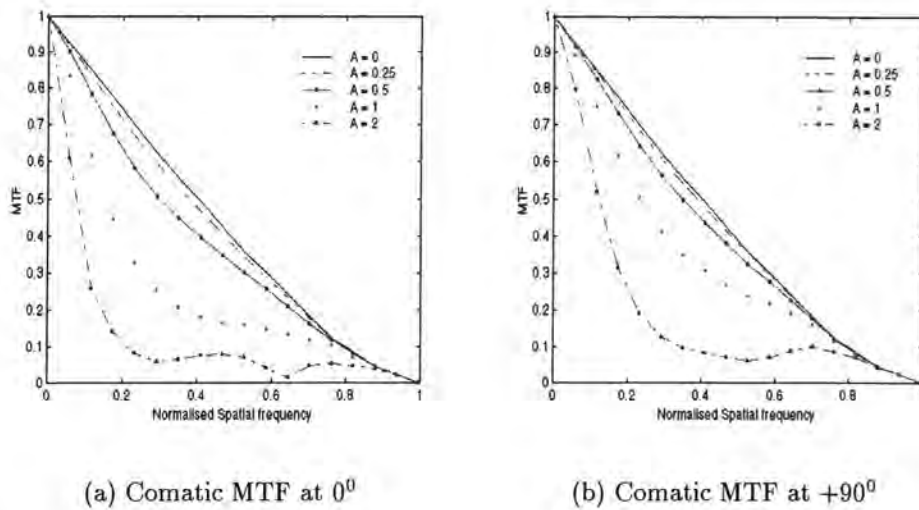 1
0.9
0.8
0.7
0.6
0.5
0.4
0.3
0.2
0.1
0
MTF
0. 0.2 0.4 0.6 0.8 1
Normalised Spatial frequency
A = 0
A = 0.25
A = 0.5
A = 1
A = 2
(a) Comatic MTF at 0⁰
1
0.9
0.8
0.7
0.6
0.5
0.4
0.3
0.2
0.1
0
MTF
0 0.2 0.4 0.6 0.8
Normalised Spatial frequency
A = 0
A = 0.25
A = 0.5
A = 1
A = 2
(b) Comatic MTF at +90⁰